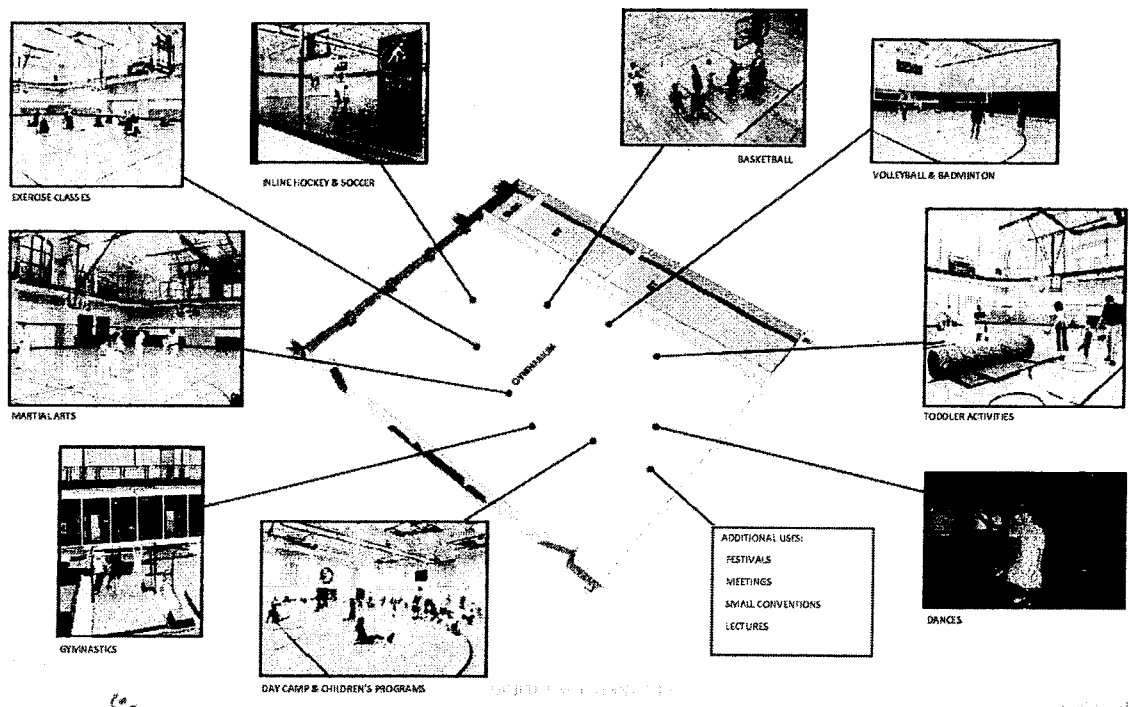 EXERCISE CLASSES
INLINE HOCKEY & SOCCER
BASKETBALL
VOLLEYBALL & BADMINTON
MARTIAL ARTS
GYMNASIUM
TODDLER ACTIVITIES
GYMNASTICS
DAY CAMP & CHILDREN'S PROGRAMS
ADDITIONAL USES:
FESTIVALS
MEETINGS
SMALL CONVENTIONS
LECTURES
DANCES